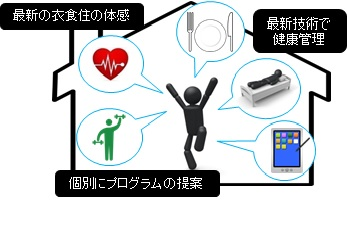 最新の衣食住の体感
最新技術で
健康管理
個別にプログラムの提案